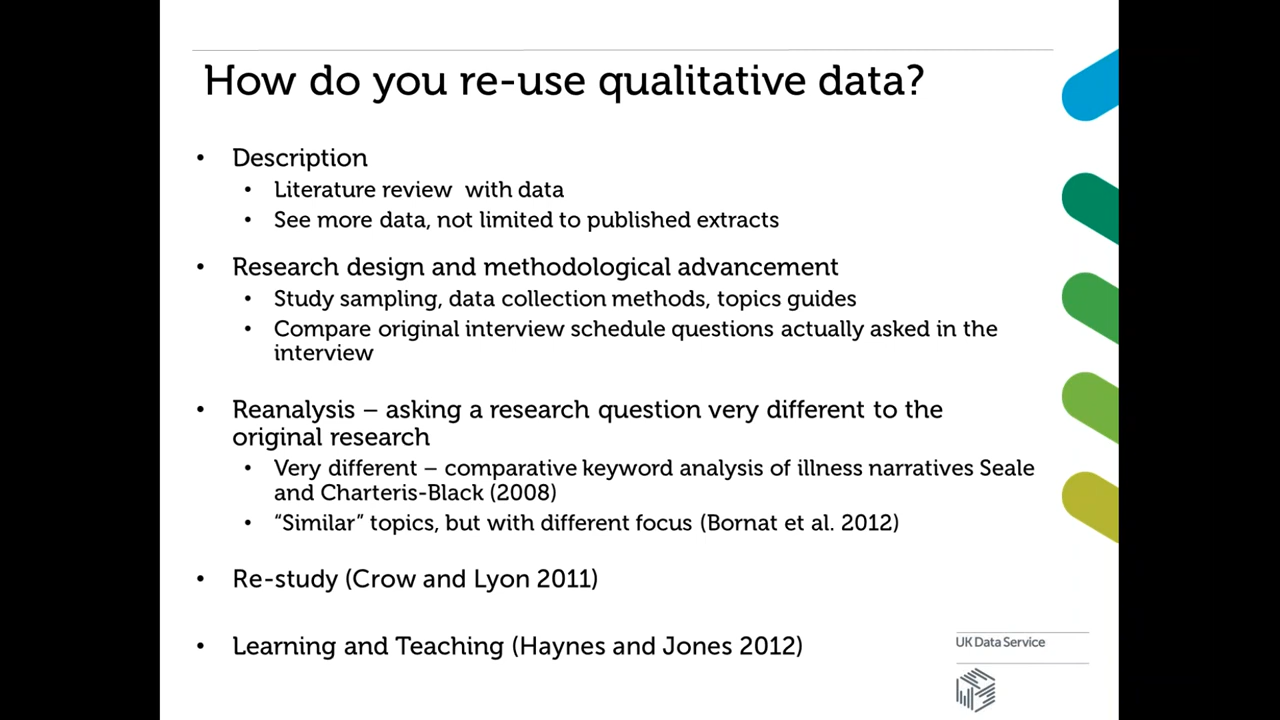 How do you re-use qualitative data?
• Description
• Literature review with data
• See more data, not limited to published extracts
• Research design and methodological advancement
• Study sampling, data collection methods, topics guides
• Compare original interview schedule questions actually asked in the
interview
• Reanalysis – asking a research question very different to the
original research
• Very different – comparative keyword analysis of illness narratives Seale
and Charteris-Black (2008)
• “Similar” topics, but with different focus (Bornat et al. 2012)
• Re-study (Crow and Lyon 2011)
• Learning and Teaching (Haynes and Jones 2012)
UK Data Service